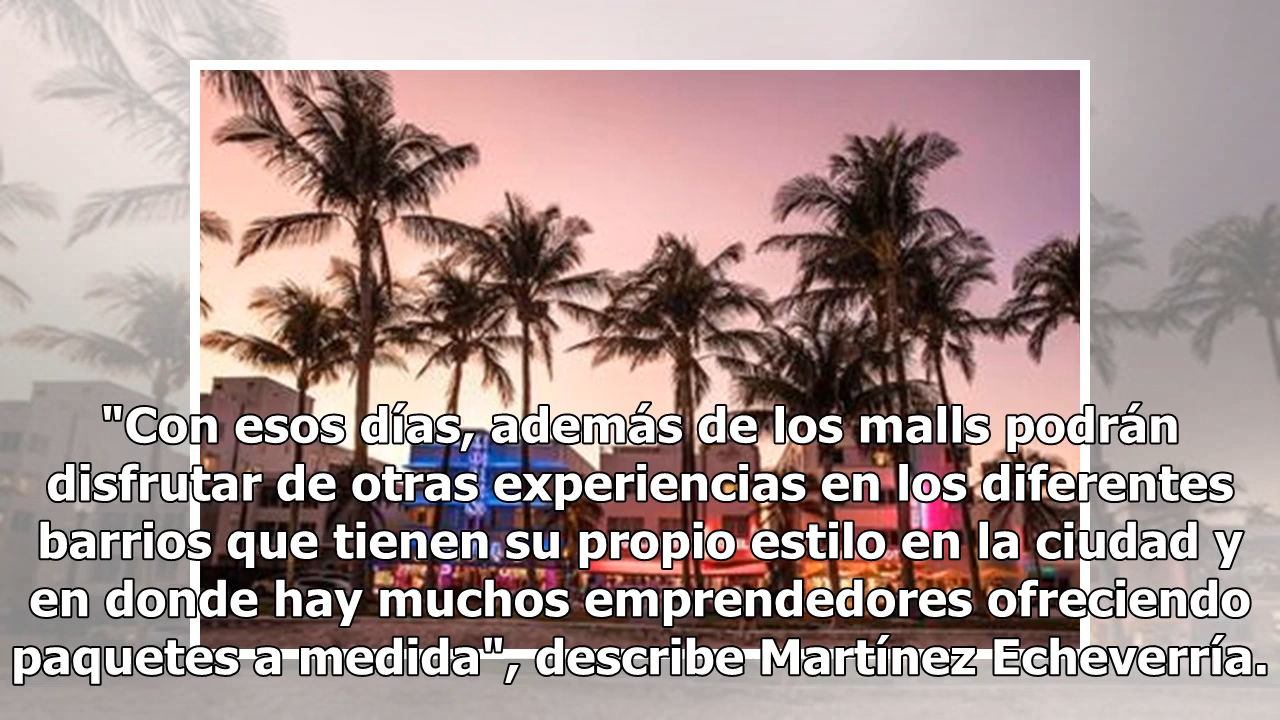 "Con esos días, además de los malls podrán
disfrutar de otras experiencias en los diferentes
barrios que tienen su propio estilo en la ciudad y
en donde hay muchos emprendedores ofreciendo
paquetes a medida", describe Martínez Echeverría.